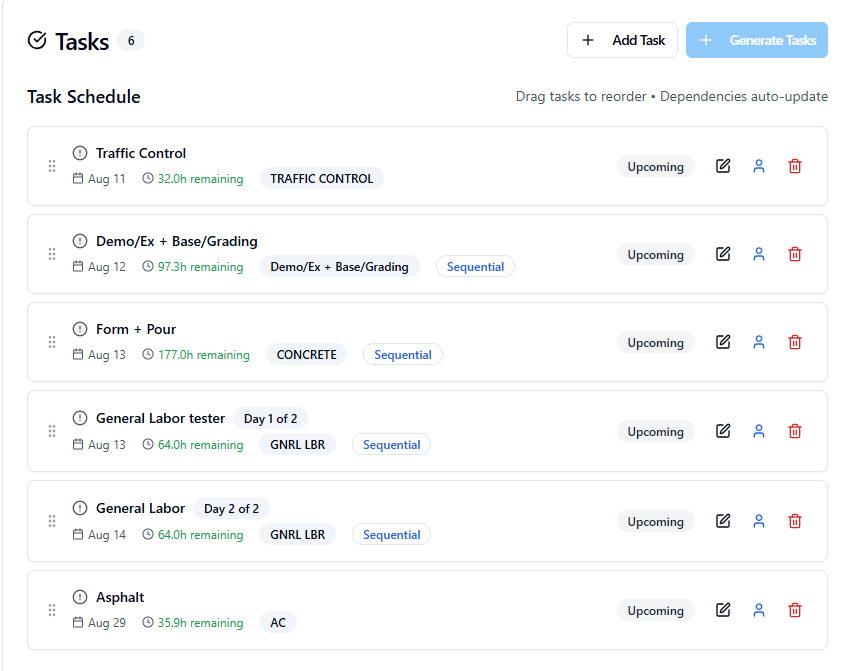 Tasks 6
Add Task
Generate Tasks
Task Schedule
Drag tasks to reorder • Dependencies auto-update
Traffic Control
Aug 11 32.0h remaining TRAFFIC CONTROL
Upcoming
Demo/Ex + Base/Grading
Aug 12 97.3h remaining Demo/Ex + Base/Grading Sequential
Upcoming
Form + Pour
Aug 13 177.0h remaining CONCRETE Sequential
Upcoming
General Labor tester Day 1 of 2
Aug 13 64.0h remaining GNRL LBR Sequential
Upcoming
General Labor Day 2 of 2
Aug 14 64.0h remaining GNRL LBR Sequential
Upcoming
Asphalt
Aug 29 35.9h remaining AC
Upcoming